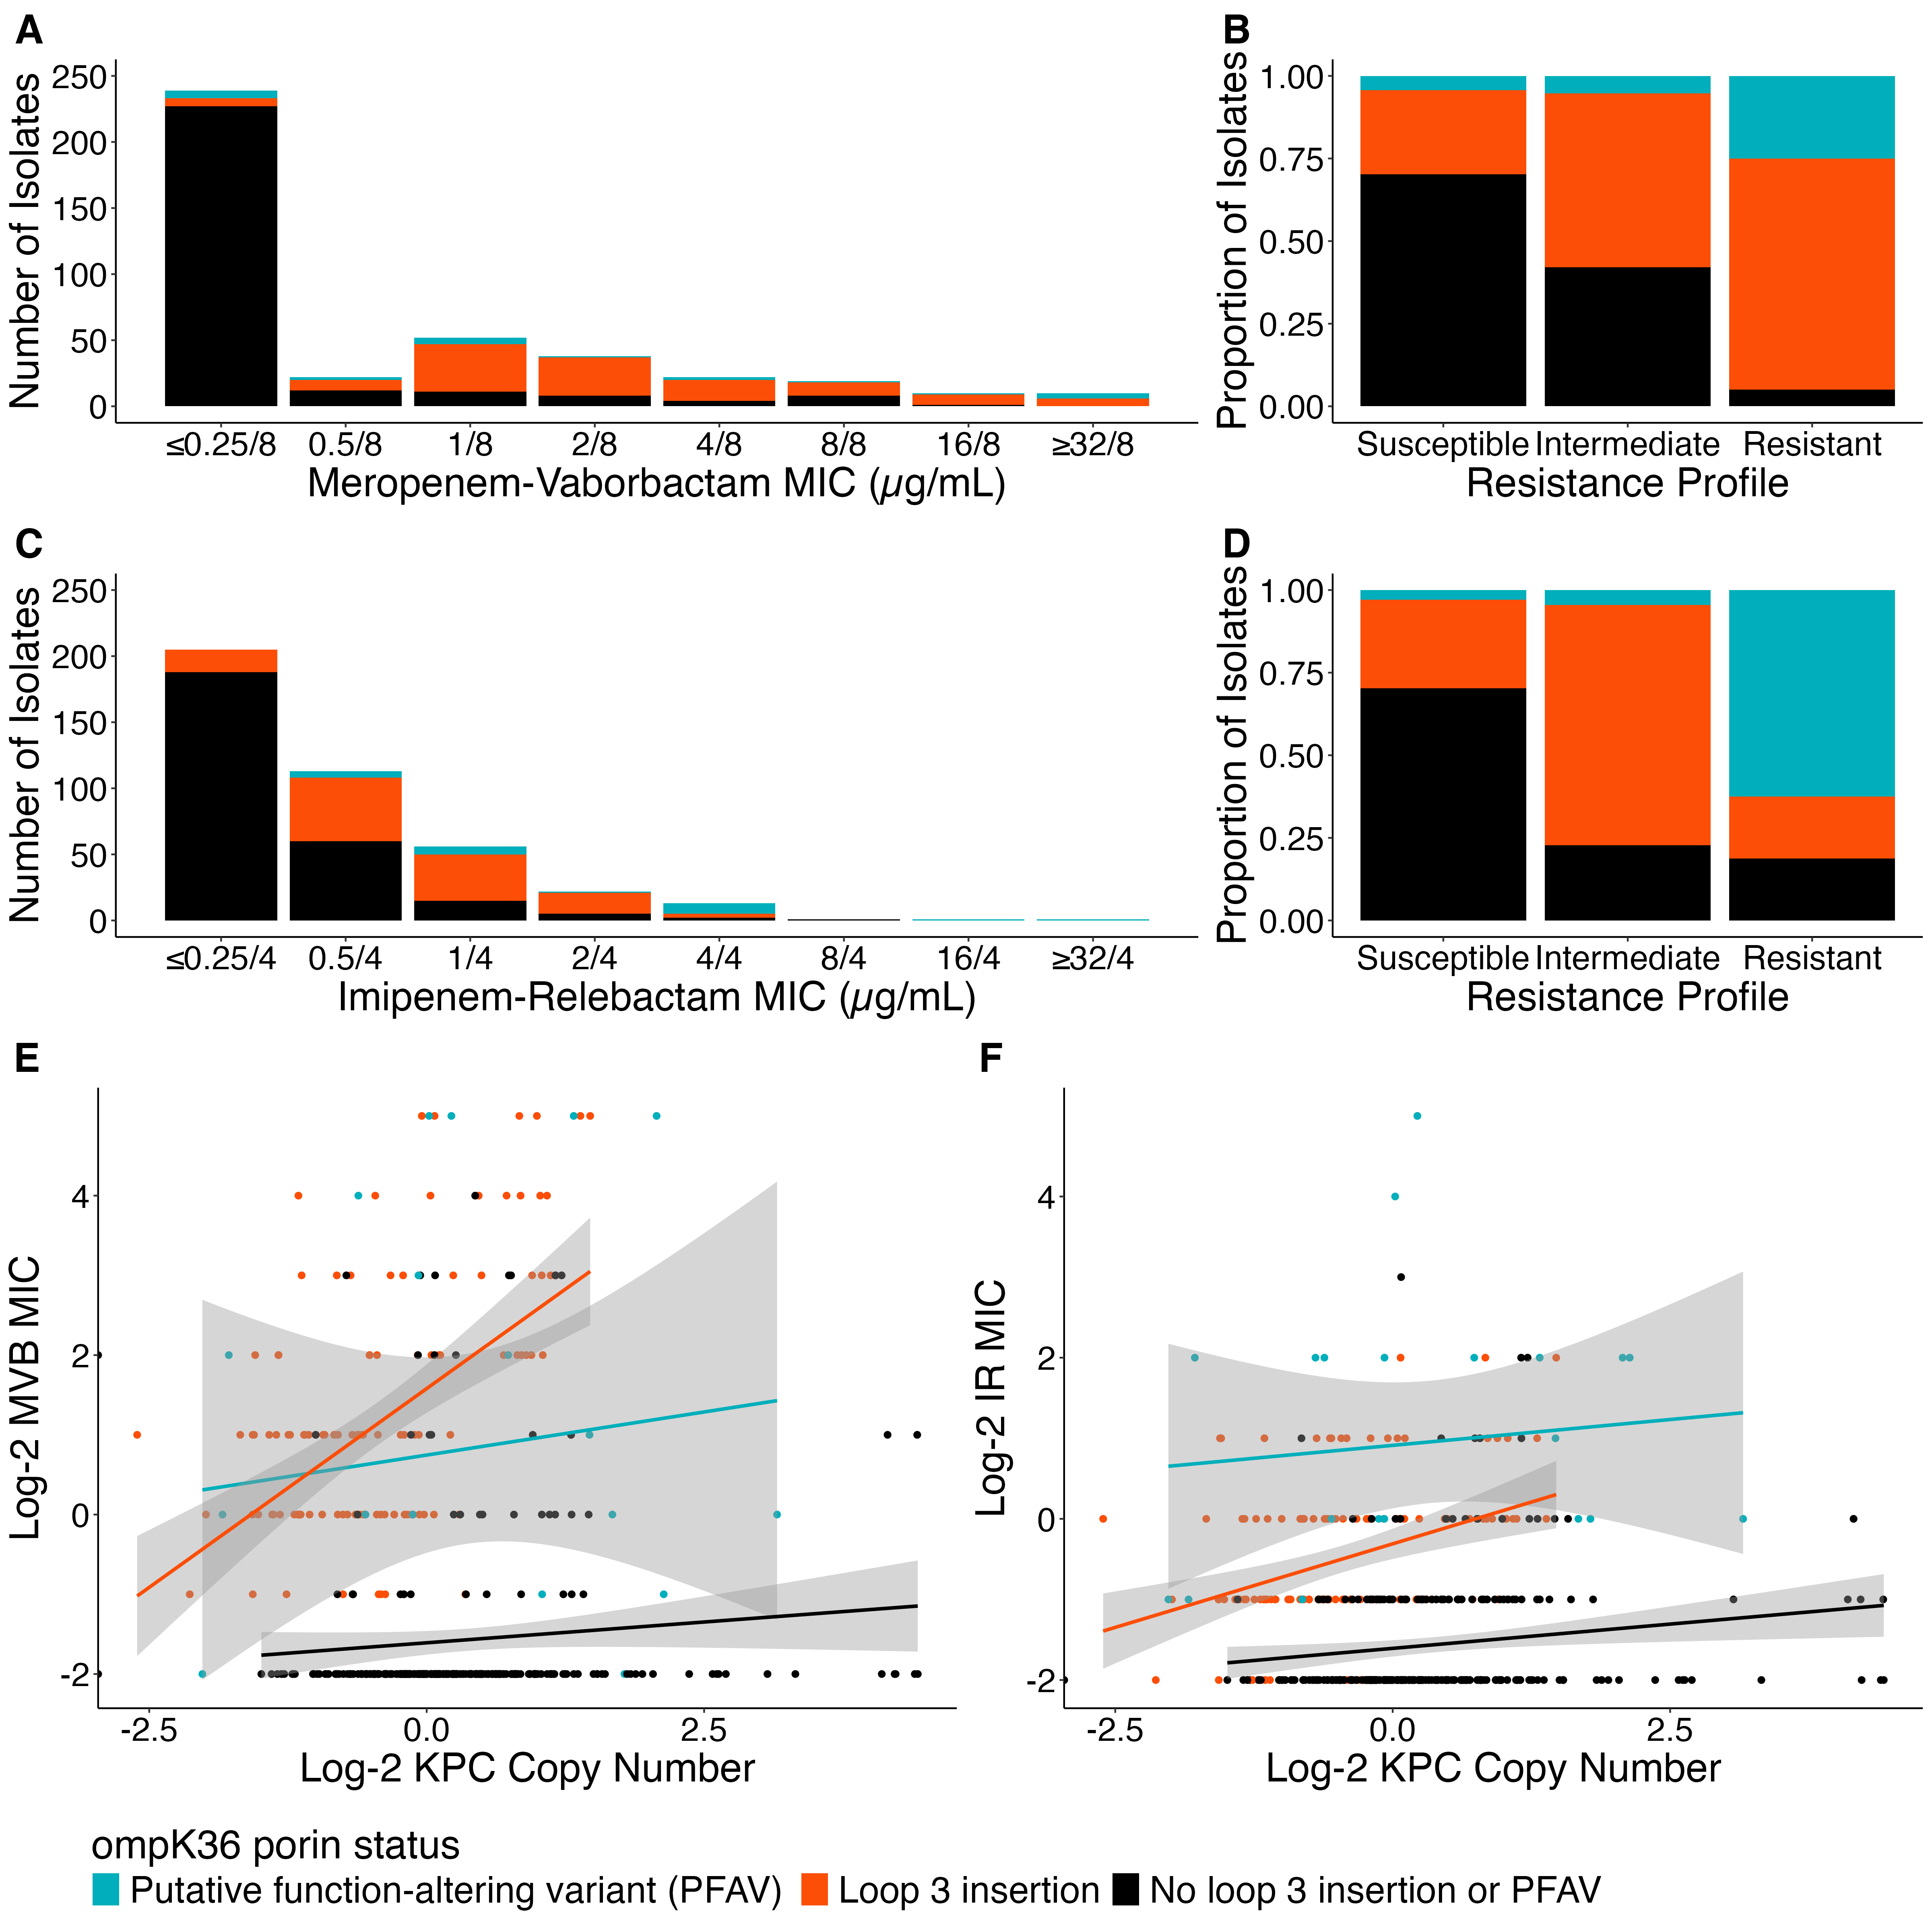 A
Number of Isolates
250
200
150
100
50
0
≤0.25/8 0.5/8 1/8 2/8 4/8 8/8 16/8 ≥32/8
Meropenem-Vaborbactam MIC (µg/mL)
B
Proportion of Isolates
1.00
0.75
0.50
0.25
0.00
Susceptible Intermediate Resistant
Resistance Profile
C
Number of Isolates
250
200
150
100
50
0
≤0.25/4 0.5/4 1/4 2/4 4/4 8/4 16/4 ≥32/4
Imipenem-Relebactam MIC (µg/mL)
D
Proportion of Isolates
1.00
0.75
0.50
0.25
0.00
Susceptible Intermediate Resistant
Resistance Profile
E
Log-2 MVB MIC
4
2
0
-2
-2.5 0.0 2.5
Log-2 KPC Copy Number
F
Log-2 IR MIC
4
2
0
-2
-2.5 0.0 2.5
Log-2 KPC Copy Number
ompK36 porin status
Putative function-altering variant (PFAV) Loop 3 insertion No loop 3 insertion or PFAV